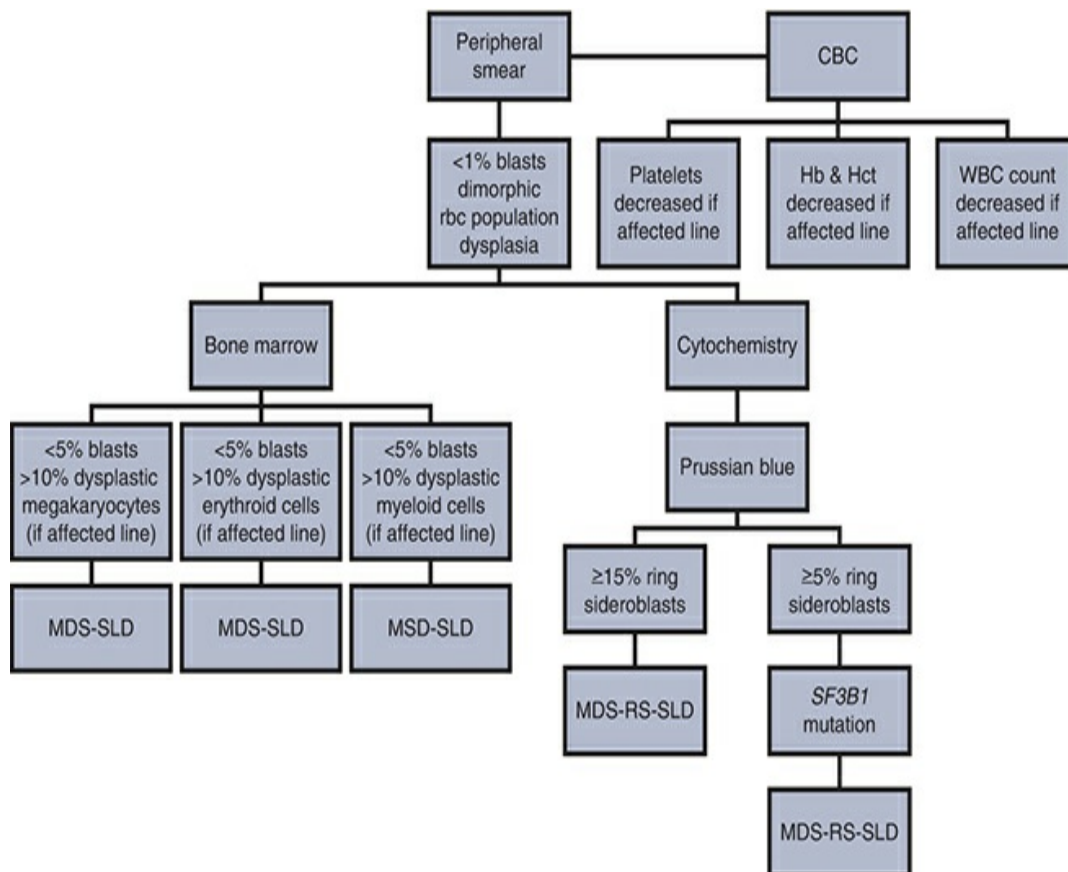 Peripheral
smear
CBC
<1% blasts
dimorphic
rbc population
dysplasia
Platelets
decreased if
affected line
Hb & Hct
decreased if
affected line
WBC count
decreased if
affected line
Bone marrow
Cytochemistry
<5% blasts
>10% dysplastic
megakaryocytes
(if affected line)
<5% blasts
>10% dysplastic
erythroid cells
(if affected line)
<5% blasts
>10% dysplastic
myeloid cells
(if affected line)
Prussian blue
MDS-SLD
MDS-SLD
MSD-SLD
≥15% ring
sideroblasts
≥5% ring
sideroblasts
MDS-RS-SLD
SF3B1
mutation
MDS-RS-SLD